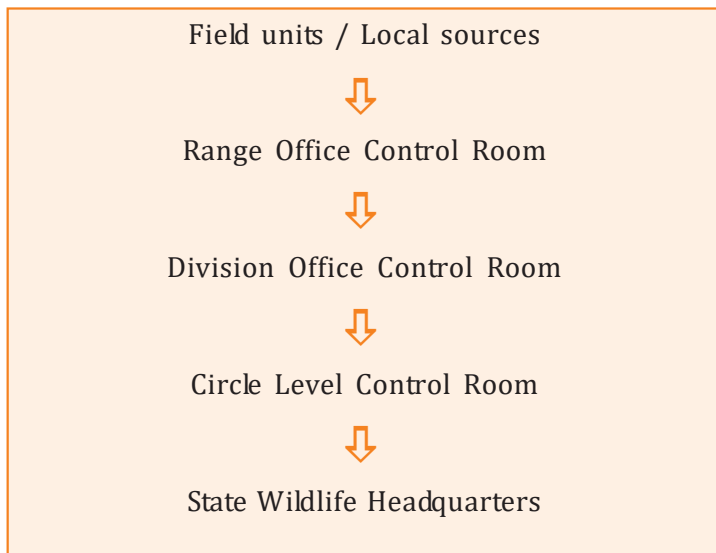 Field units / Local sources
Range Office Control Room
Division Office Control Room
Circle Level Control Room
State Wildlife Headquarters